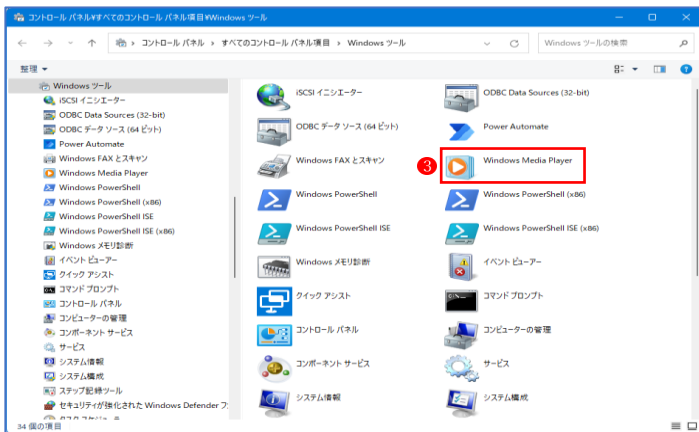 コントロール パネル¥すべてのコントロール パネル項目¥Windows ツール
コントロール パネル › すべてのコントロール パネル項目 › Windows ツール
Windows ツールの検索
整理
Windows ツール
iSCSI イニシエーター
ODBC Data Sources (32-bit)
ODBC データ ソース (64 ビット)
Power Automate
Windows FAX とスキャン
Windows Media Player
Windows PowerShell
Windows PowerShell (x86)
Windows PowerShell ISE
Windows PowerShell ISE (x86)
Windows メモリ診断
イベント ビューアー
クイック アシスト
コマンド プロンプト
コントロール パネル
コンピューターの管理
コンポーネント サービス
サービス
システム情報
システム構成
ステップ記録ツール
セキュリティが強化された Windows Defender フ
iSCSI イニシエーター
ODBC Data Sources (32-bit)
ODBC データ ソース (64 ビット)
Power Automate
Windows FAX とスキャン
3
Windows Media Player
Windows PowerShell
Windows PowerShell (x86)
Windows PowerShell ISE
Windows PowerShell ISE (x86)
Windows メモリ診断
イベント ビューアー
クイック アシスト
コマンド プロンプト
コントロール パネル
コンピューターの管理
コンポーネント サービス
サービス
システム情報
システム構成
34 個の項目